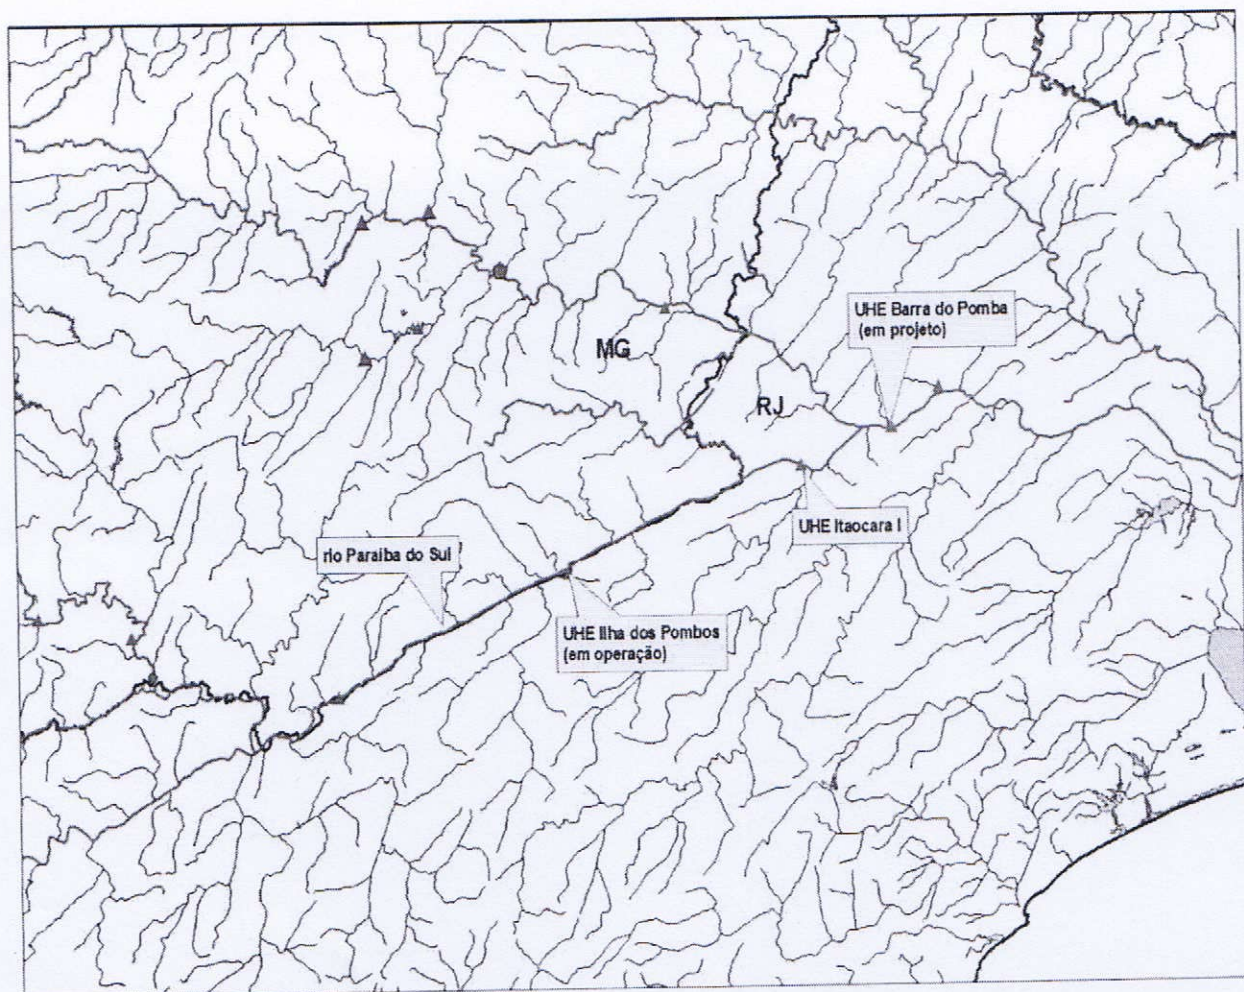 UHE Barra do Pomba
(em projeto)
MG
RJ
UHE Itaocara I
rio Paraíba do Sul
UHE Ilha dos Pombos
(em operação)